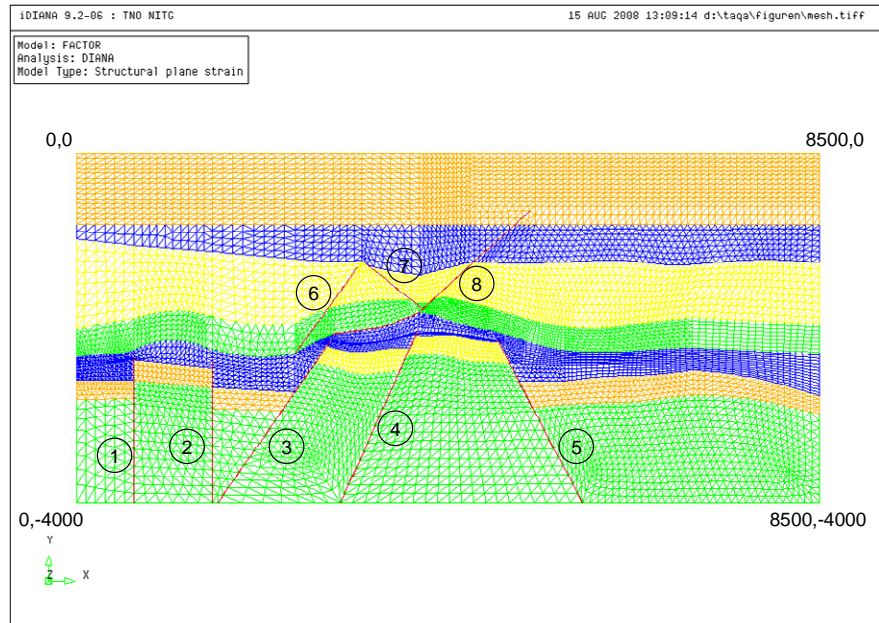 iDIANA 9.2-06 : TNO NITG
15 AUG 2008 13:09:14 d:\taqa\figuren\mesh.tiff
Model: FACTOR
Analysis: DIANA
Model Type: Structural plane strain
0,0
8500,0
7
6
8
4
3
5
2
1
0,-4000
8500,-4000
Y
Z
X